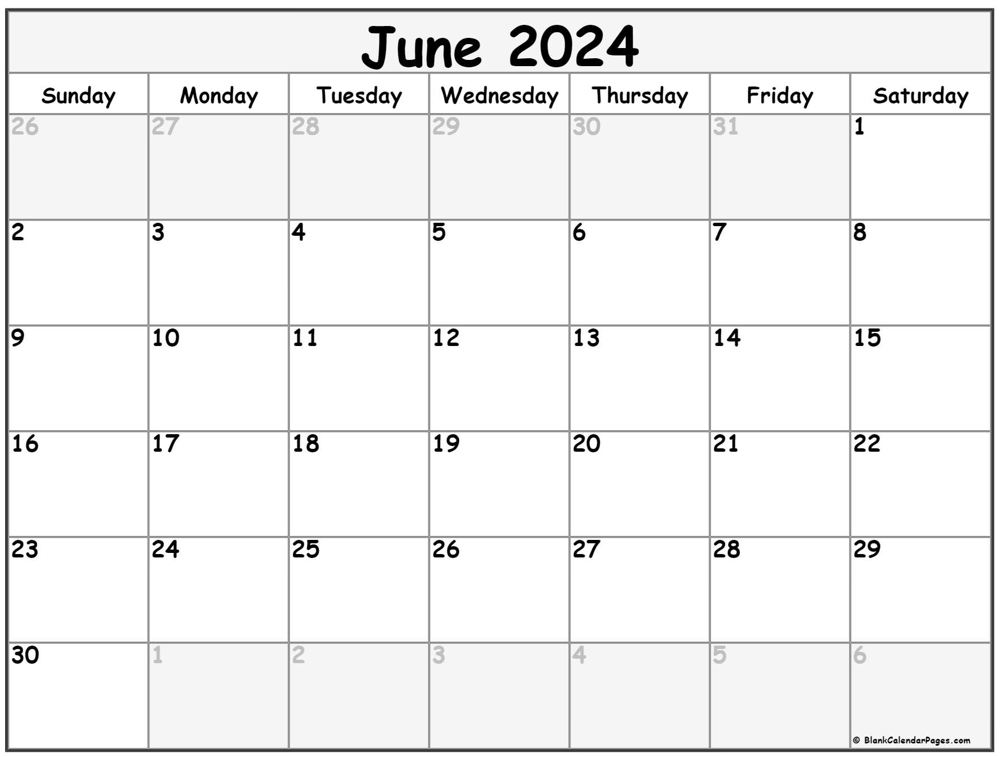 June 2024
Sunday Monday Tuesday Wednesday Thursday Friday Saturday
26 27 28 29 30 31 1
2 3 4 5 6 7 8
9 10 11 12 13 14 15
16 17 18 19 20 21 22
23 24 25 26 27 28 29
30 1 2 3 4 5 6
© BlankCalendarPages.com